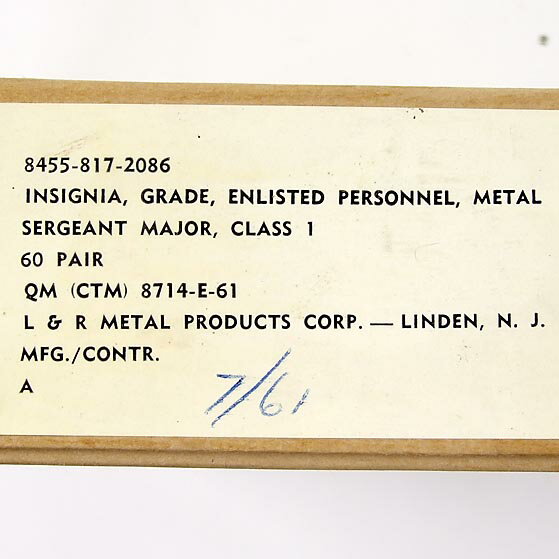 8455-817-2086
INSIGNIA, GRADE, ENLISTED PERSONNEL, METAL
SERGEANT MAJOR, CLASS 1
60 PAIR
QM (CTM) 8714-E-61
L & R METAL PRODUCTS CORP. — LINDEN, N. J.
MFG./CONTR.
A
7/61